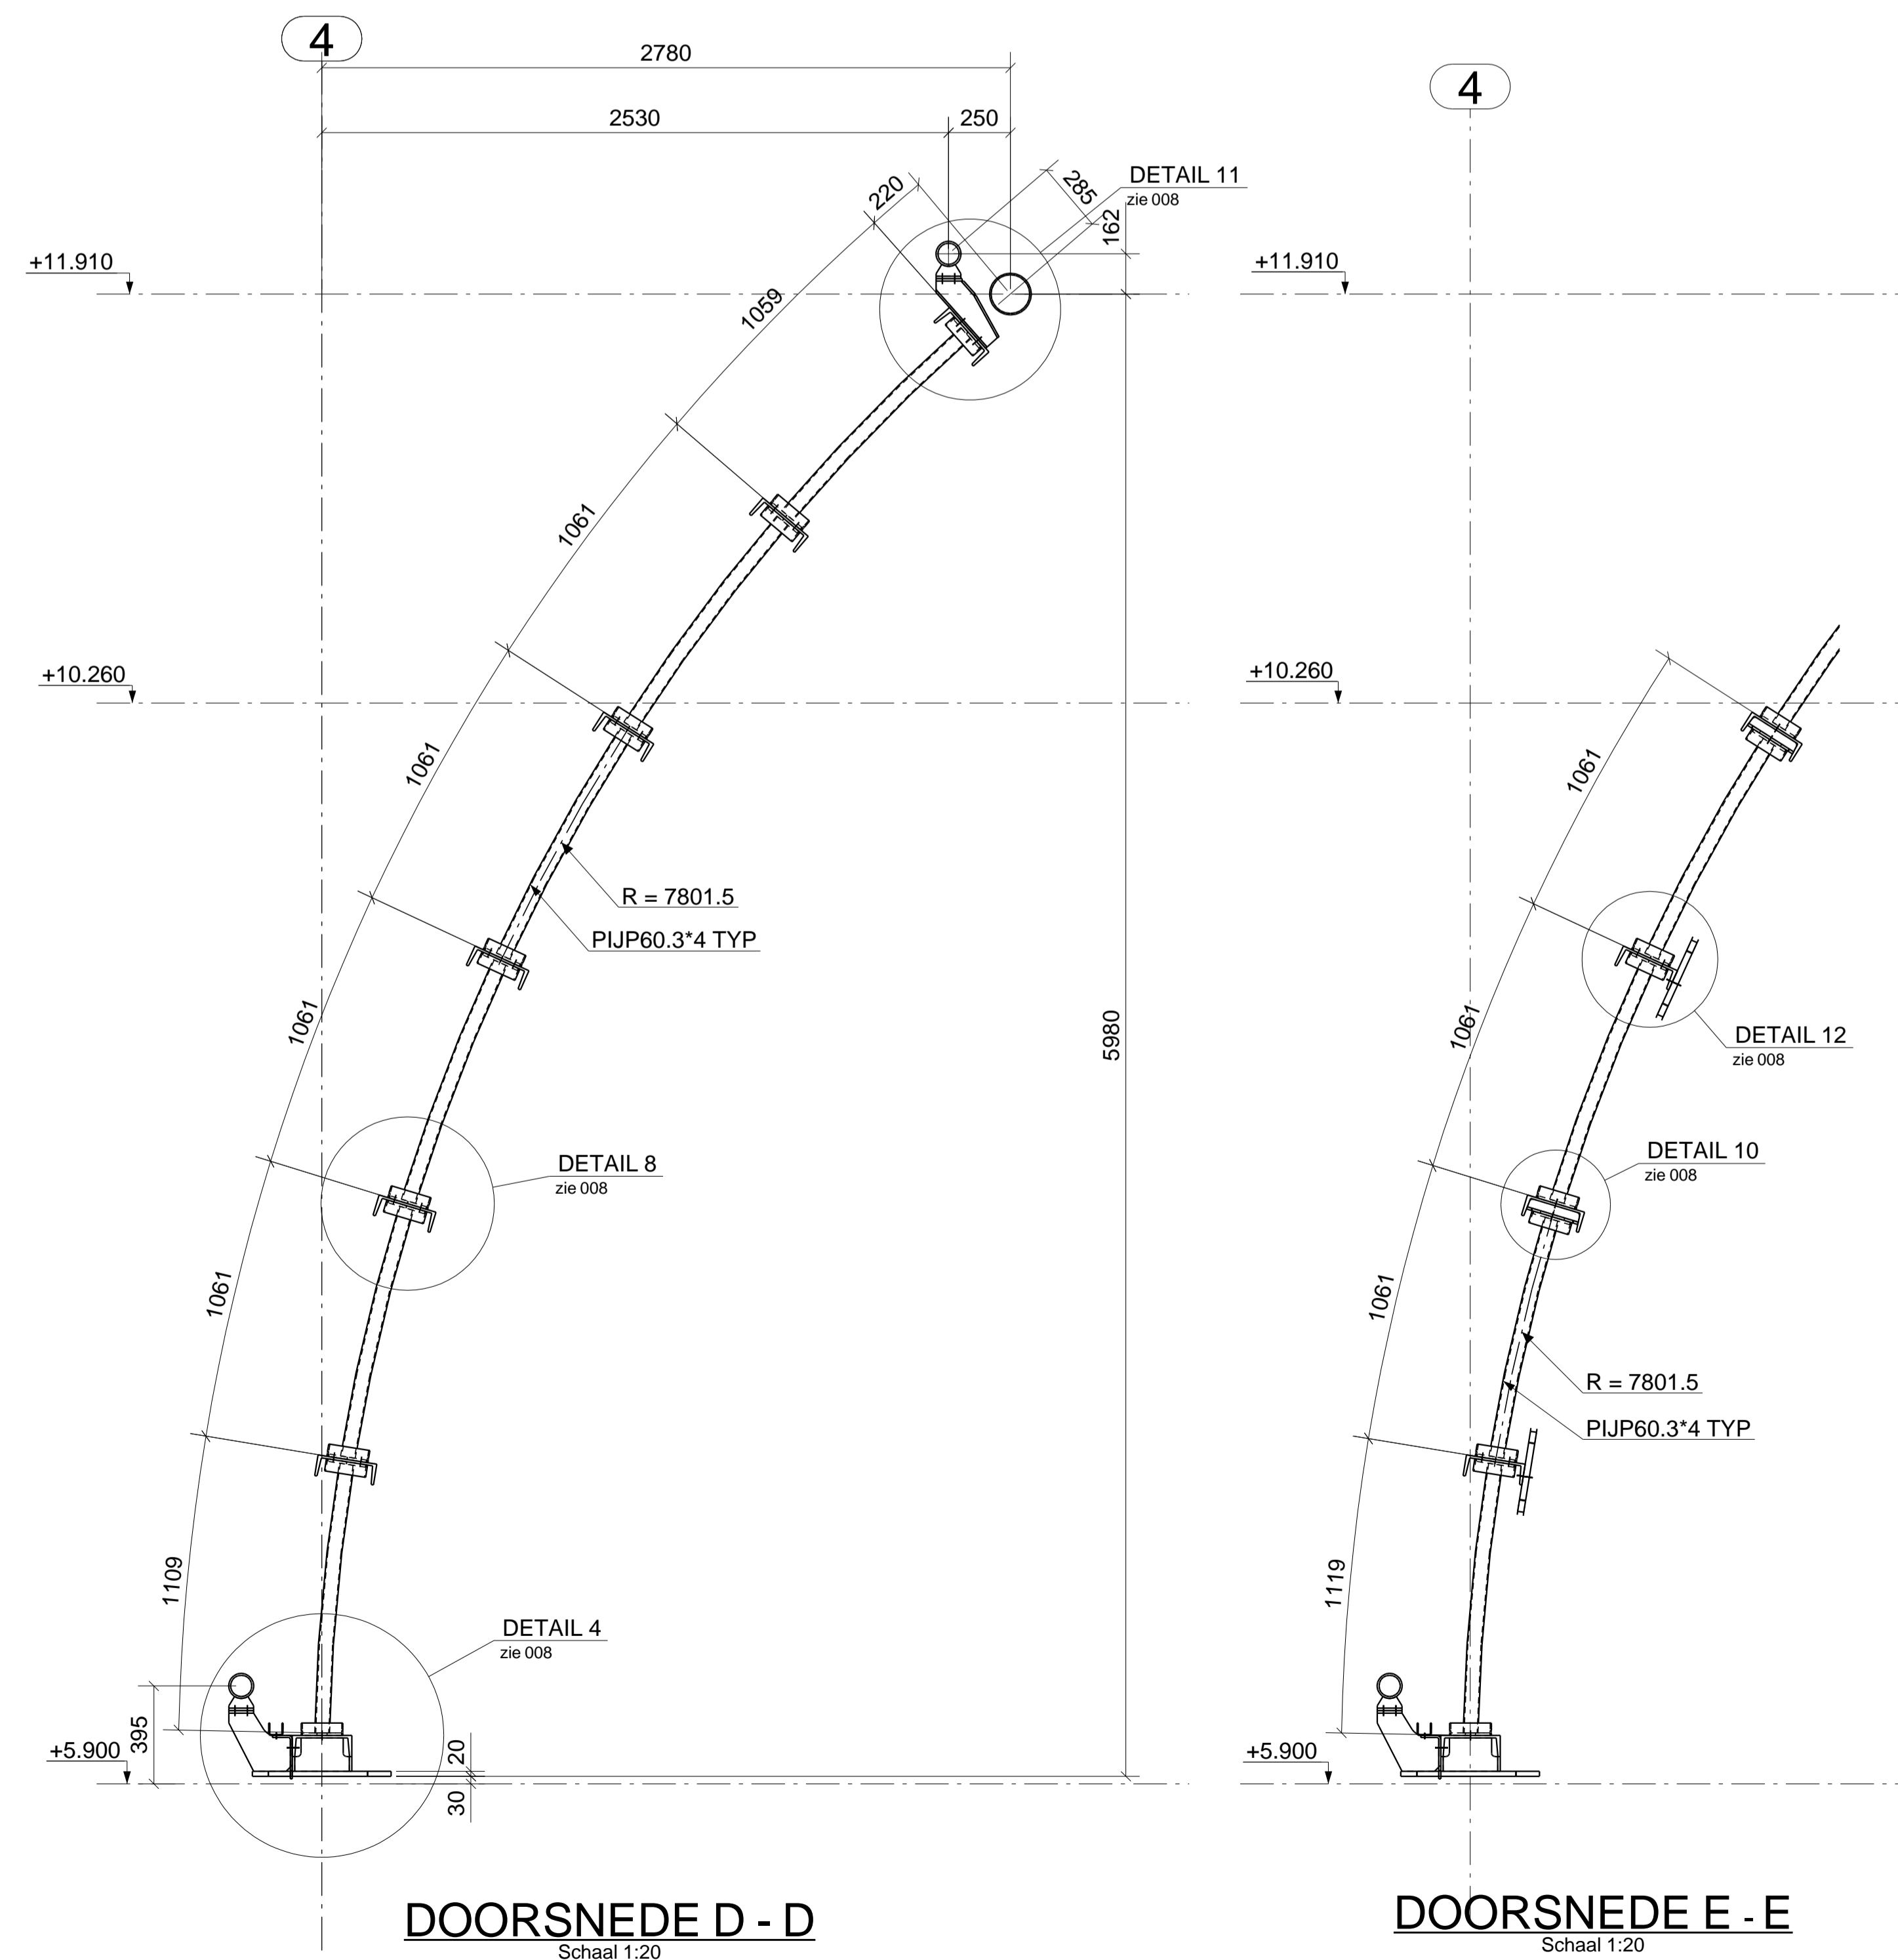 4
2780
2530
250
220
285
162
DETAIL 11
zie 008
+11.910
1059
1061
+10.260
1061
R = 7801.5
PIJP60.3*4 TYP
1061
5980
DETAIL 8
zie 008
1061
1109
DETAIL 4
zie 008
395
+5.900
20
30
DOORSNEDE D - D
Schaal 1:20
4
+11.910
+10.260
1061
DETAIL 12
zie 008
1061
DETAIL 10
zie 008
1061
R = 7801.5
PIJP60.3*4 TYP
1119
+5.900
DOORSNEDE E - E
Schaal 1:20